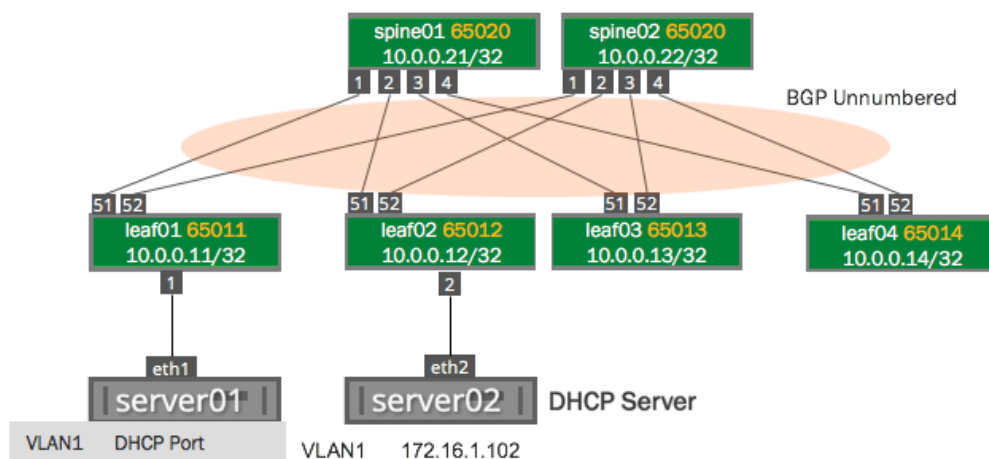 spine01 65020
10.0.0.21/32
spine02 65020
10.0.0.22/32
1 2 3 4
1 2 3 4
BGP Unnumbered
51 52
51 52
51 52
51 52
leaf01 65011
10.0.0.11/32
leaf02 65012
10.0.0.12/32
leaf03 65013
10.0.0.13/32
leaf04 65014
10.0.0.14/32
1
2
eth1
eth2
server01
server02
DHCP Server
VLAN1 DHCP Port
VLAN1 172.16.1.102